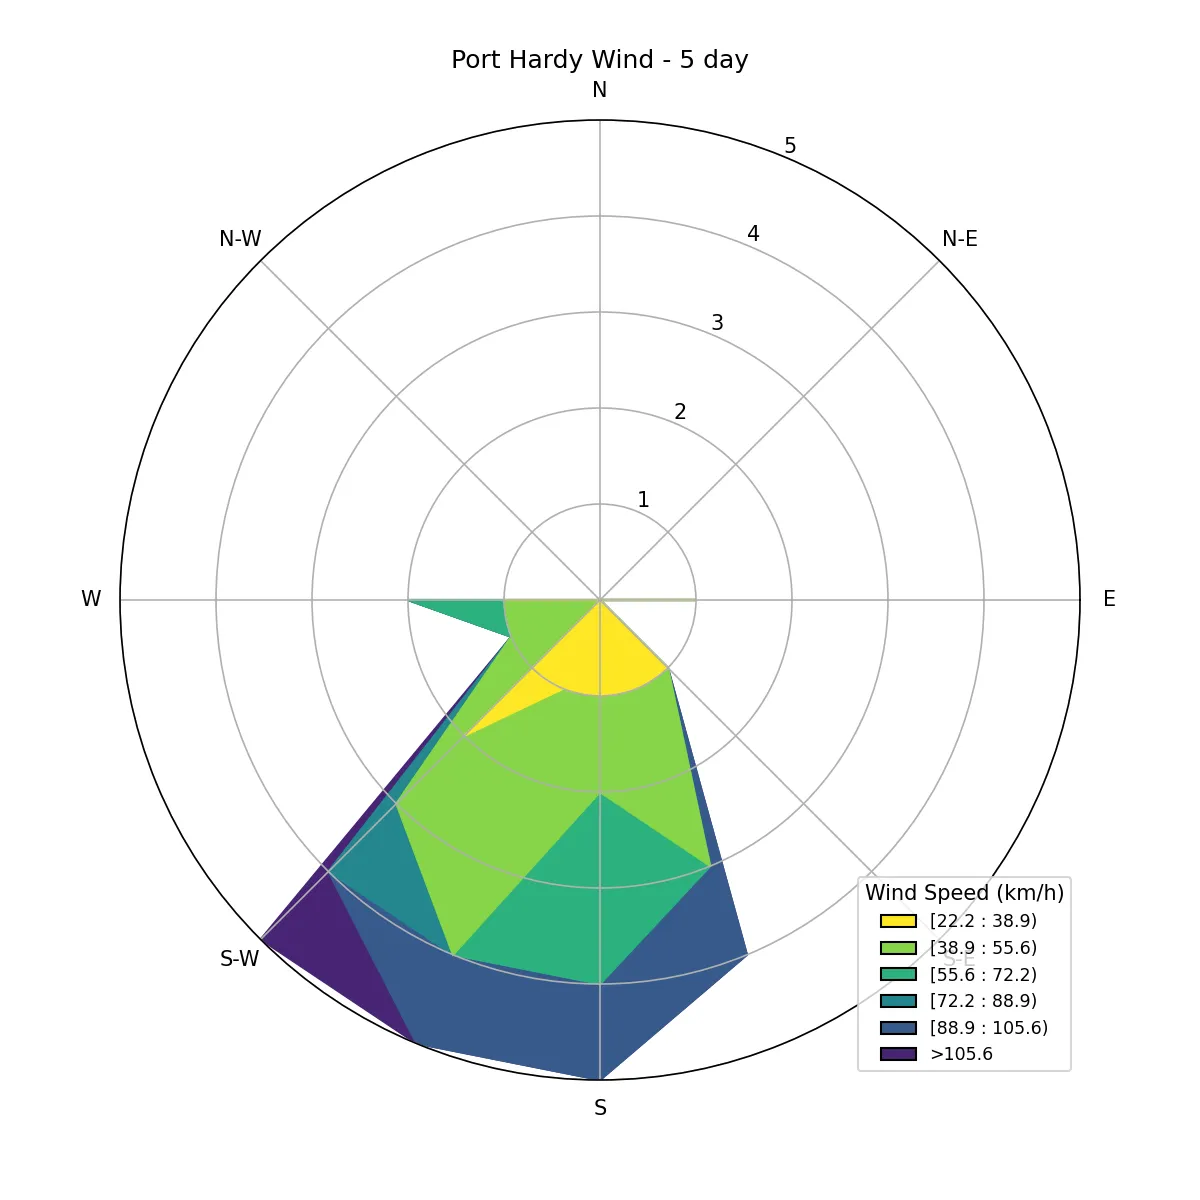 Port Hardy Wind - 5 day
N
5
N-W
N-E
4
3
2
1
W
E
Wind Speed (km/h)
[22.2 : 38.9)
[38.9 : 55.6)
S-W
S-E
[55.6 : 72.2)
[72.2 : 88.9)
[88.9 : 105.6)
>105.6
S